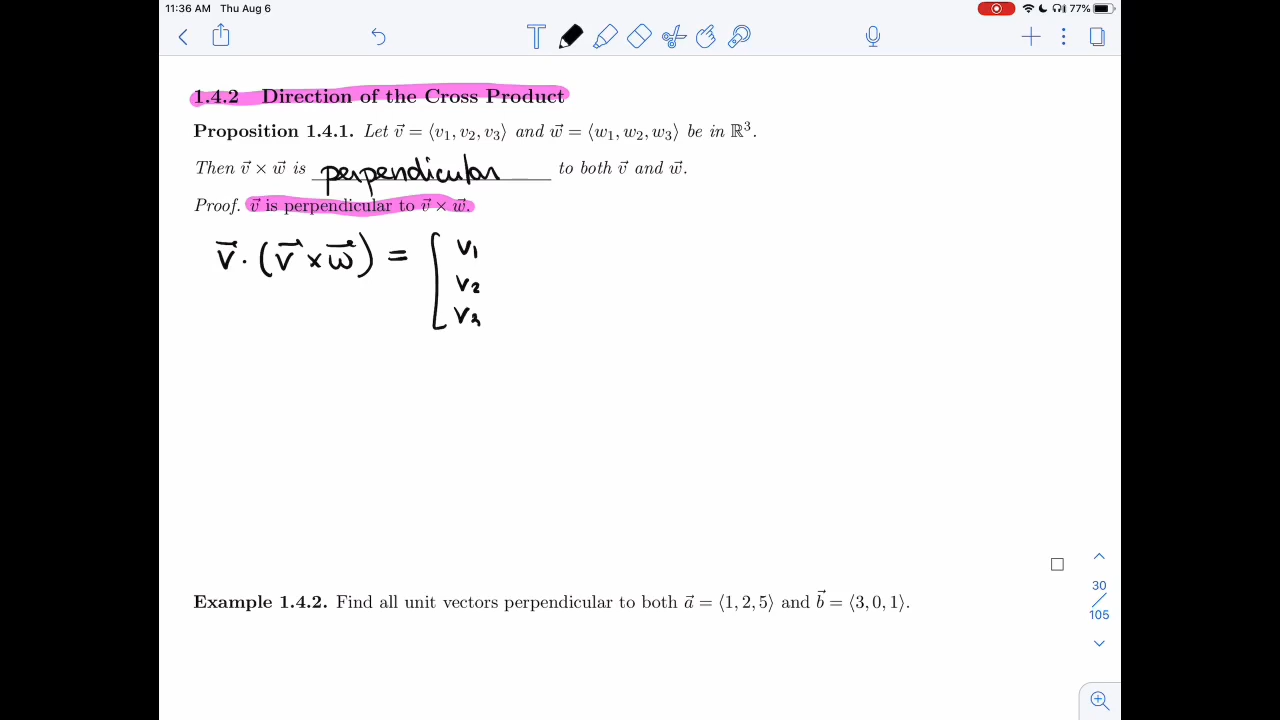 11:36 AM Thu Aug 6 77%
T
1.4.2 Direction of the Cross Product
Proposition 1.4.1. Let v⃗ = ⟨v₁, v₂, v₃⟩ and w⃗ = ⟨w₁, w₂, w₃⟩ be in ℝ³.
Then v⃗ × w⃗ is perpendicular to both v⃗ and w⃗.
Proof. v⃗ is perpendicular to v⃗ × w⃗.
v⃗ · (v⃗ × w⃗) = [ v₁
v₂
v₃
□
30
105
Example 1.4.2. Find all unit vectors perpendicular to both a⃗ = ⟨1, 2, 5⟩ and b⃗ = ⟨3, 0, 1⟩.